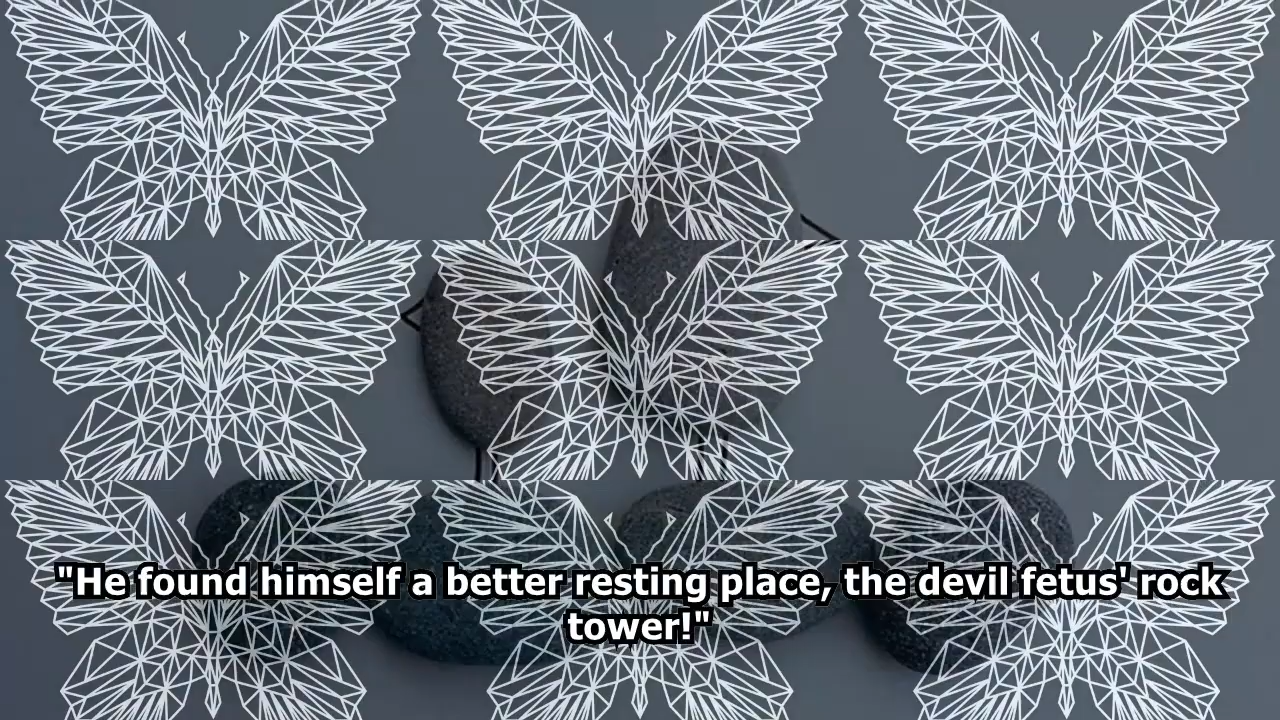 "He found himself a better resting place, the devil fetus' rock
tower!"